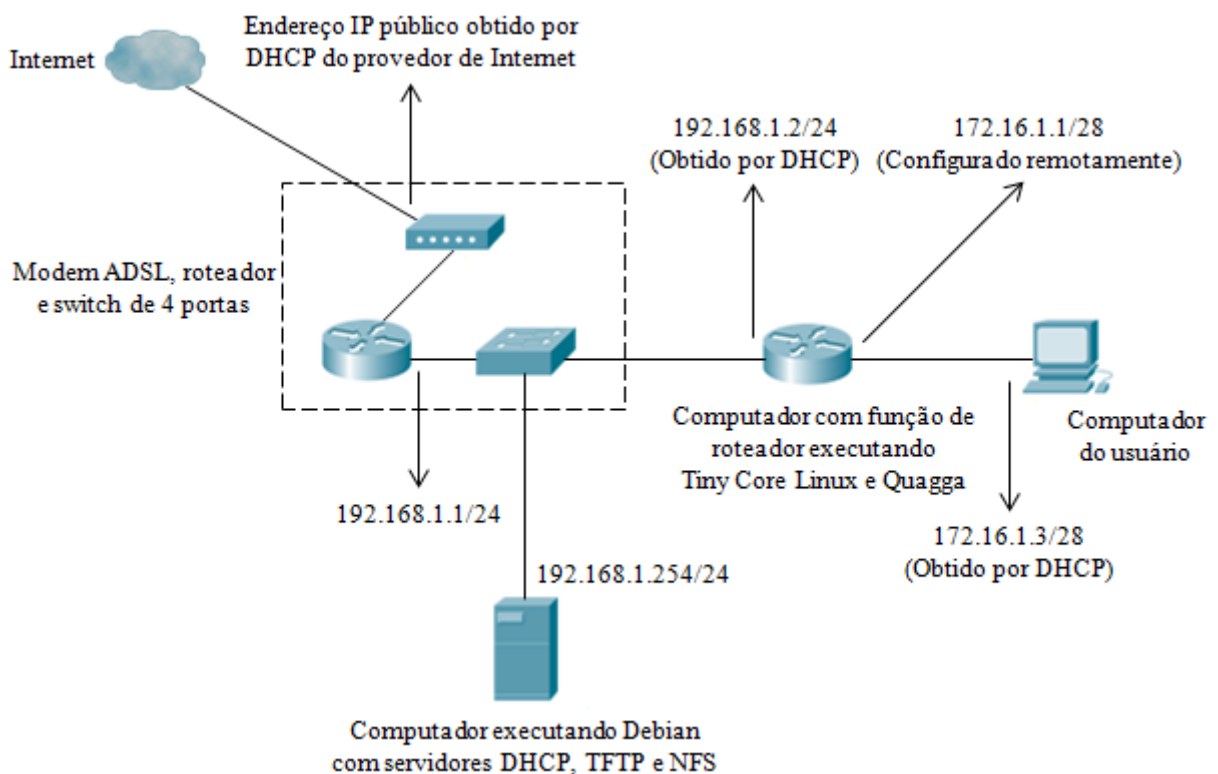 Endereço IP público obtido por
DHCP do provedor de Internet
Internet
192.168.1.2/24
(Obtido por DHCP)
172.16.1.1/28
(Configurado remotamente)
Modem ADSL, roteador
e switch de 4 portas
Computador com função de
roteador executando
Tiny Core Linux e Quagga
Computador
do usuário
192.168.1.1/24
172.16.1.3/28
(Obtido por DHCP)
192.168.1.254/24
Computador executando Debian
com servidores DHCP, TFTP e NFS